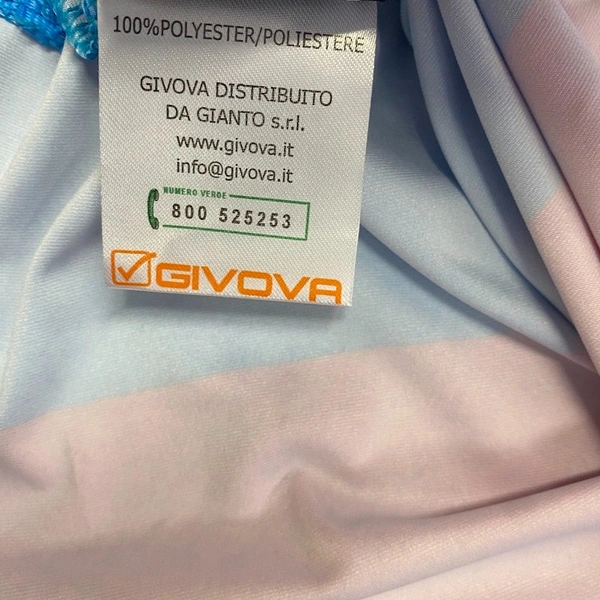 100%POLYESTER/POLIESTERE
GIVOVA DISTRIBUITO
DA GIANTO s.r.l.
www.givova.it
info@givova.it
NUMERO VERDE
800 525253
GIVOVA